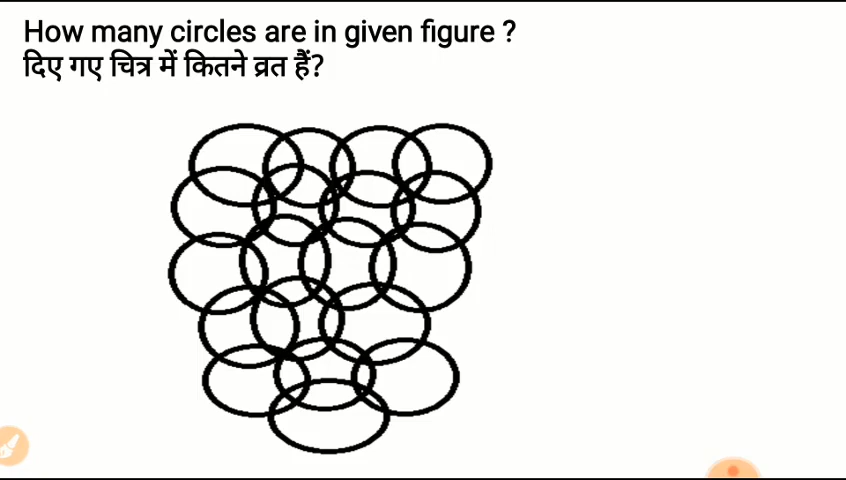 How many circles are in given figure ?
दिए गए चित्र में कितने व्रत हैं?